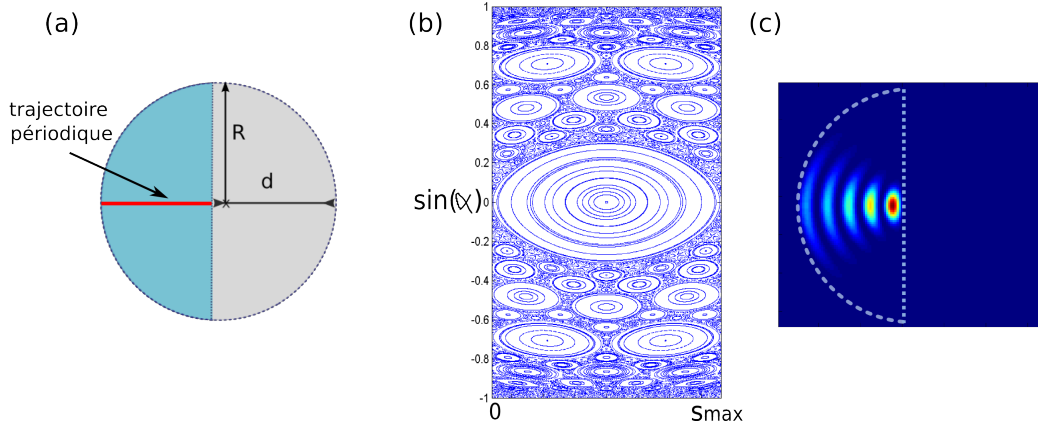 (a)
trajectoire
périodique
R
d
(b)
1
0.8
0.6
0.4
0.2
0
-0.2
-0.4
-0.6
-0.8
-1
sin(χ)
0
Smax
(c)